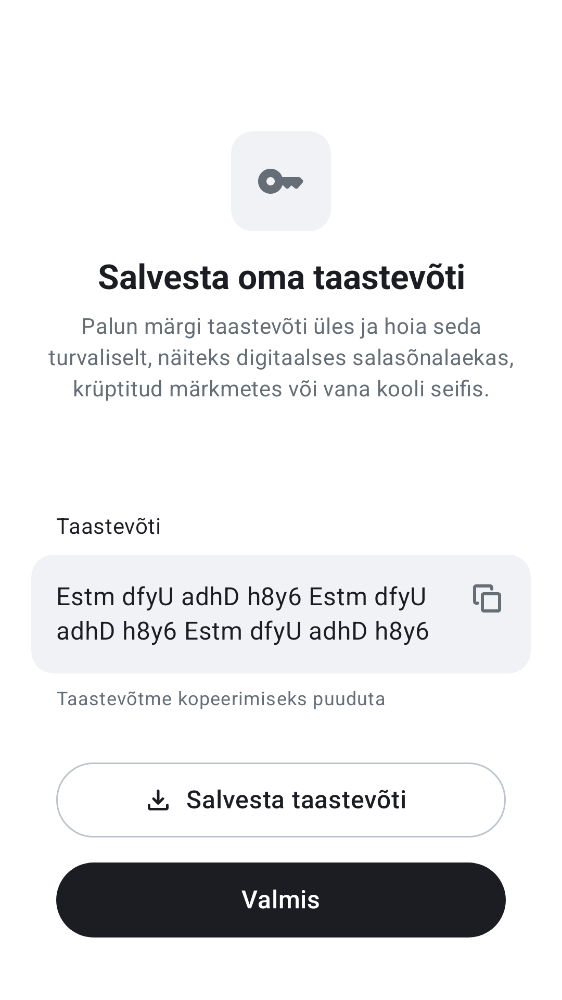 Salvesta oma taastevõti
Palun märgi taastevõti üles ja hoia seda
turvaliselt, näiteks digitaalses salasõnalaekas,
krüptitud märkmetes või vana kooli seifis.
Taastevõti
Estm dfyU adhD h8y6 Estm dfyU
adhD h8y6 Estm dfyU adhD h8y6
Taastevõtme kopeerimiseks puuduta
Salvesta taastevõti
Valmis